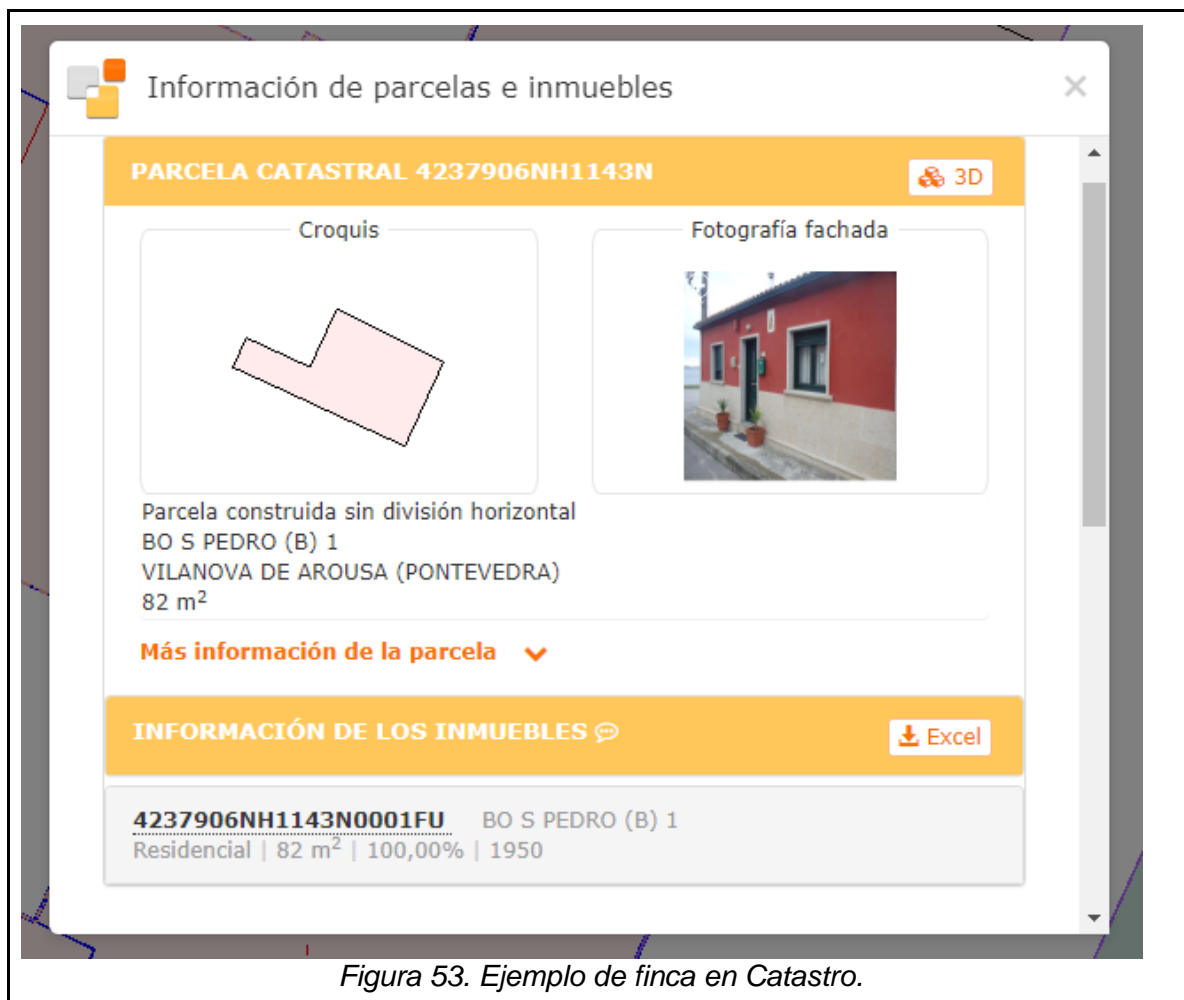 Información de parcelas e inmuebles ×
PARCELA CATASTRAL 4237906NH1143N 3D
Croquis
Fotografía fachada
Parcela construida sin división horizontal
BO S PEDRO (B) 1
VILANOVA DE AROUSA (PONTEVEDRA)
82 m²
Más información de la parcela
INFORMACIÓN DE LOS INMUEBLES Excel
4237906NH1143N0001FU BO S PEDRO (B) 1
Residencial | 82 m² | 100,00% | 1950
Figura 53. Ejemplo de finca en Catastro.